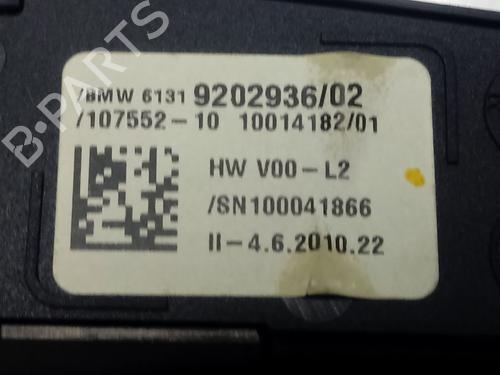 /BMW 6131 9202936/02
/107552-10 10014182/01
HW V00-L2
/SN100041866
II-4.6.2010.22
B-PARTS